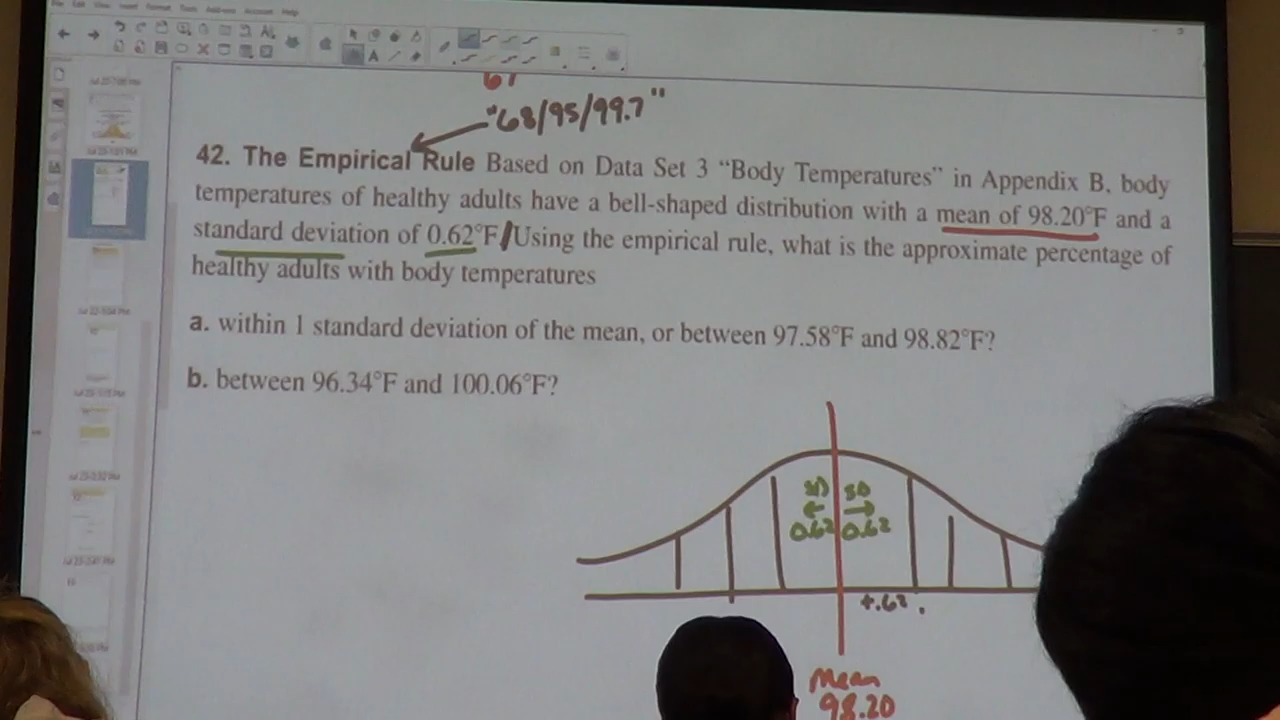 "68/95/99.7"
42. The Empirical Rule Based on Data Set 3 “Body Temperatures” in Appendix B, body
temperatures of healthy adults have a bell-shaped distribution with a mean of 98.20°F and a
standard deviation of 0.62°F/Using the empirical rule, what is the approximate percentage of
healthy adults with body temperatures
a. within 1 standard deviation of the mean, or between 97.58°F and 98.82°F?
b. between 96.34°F and 100.06°F?
SD SD
0.62 0.62
+.62
Mean
98.20